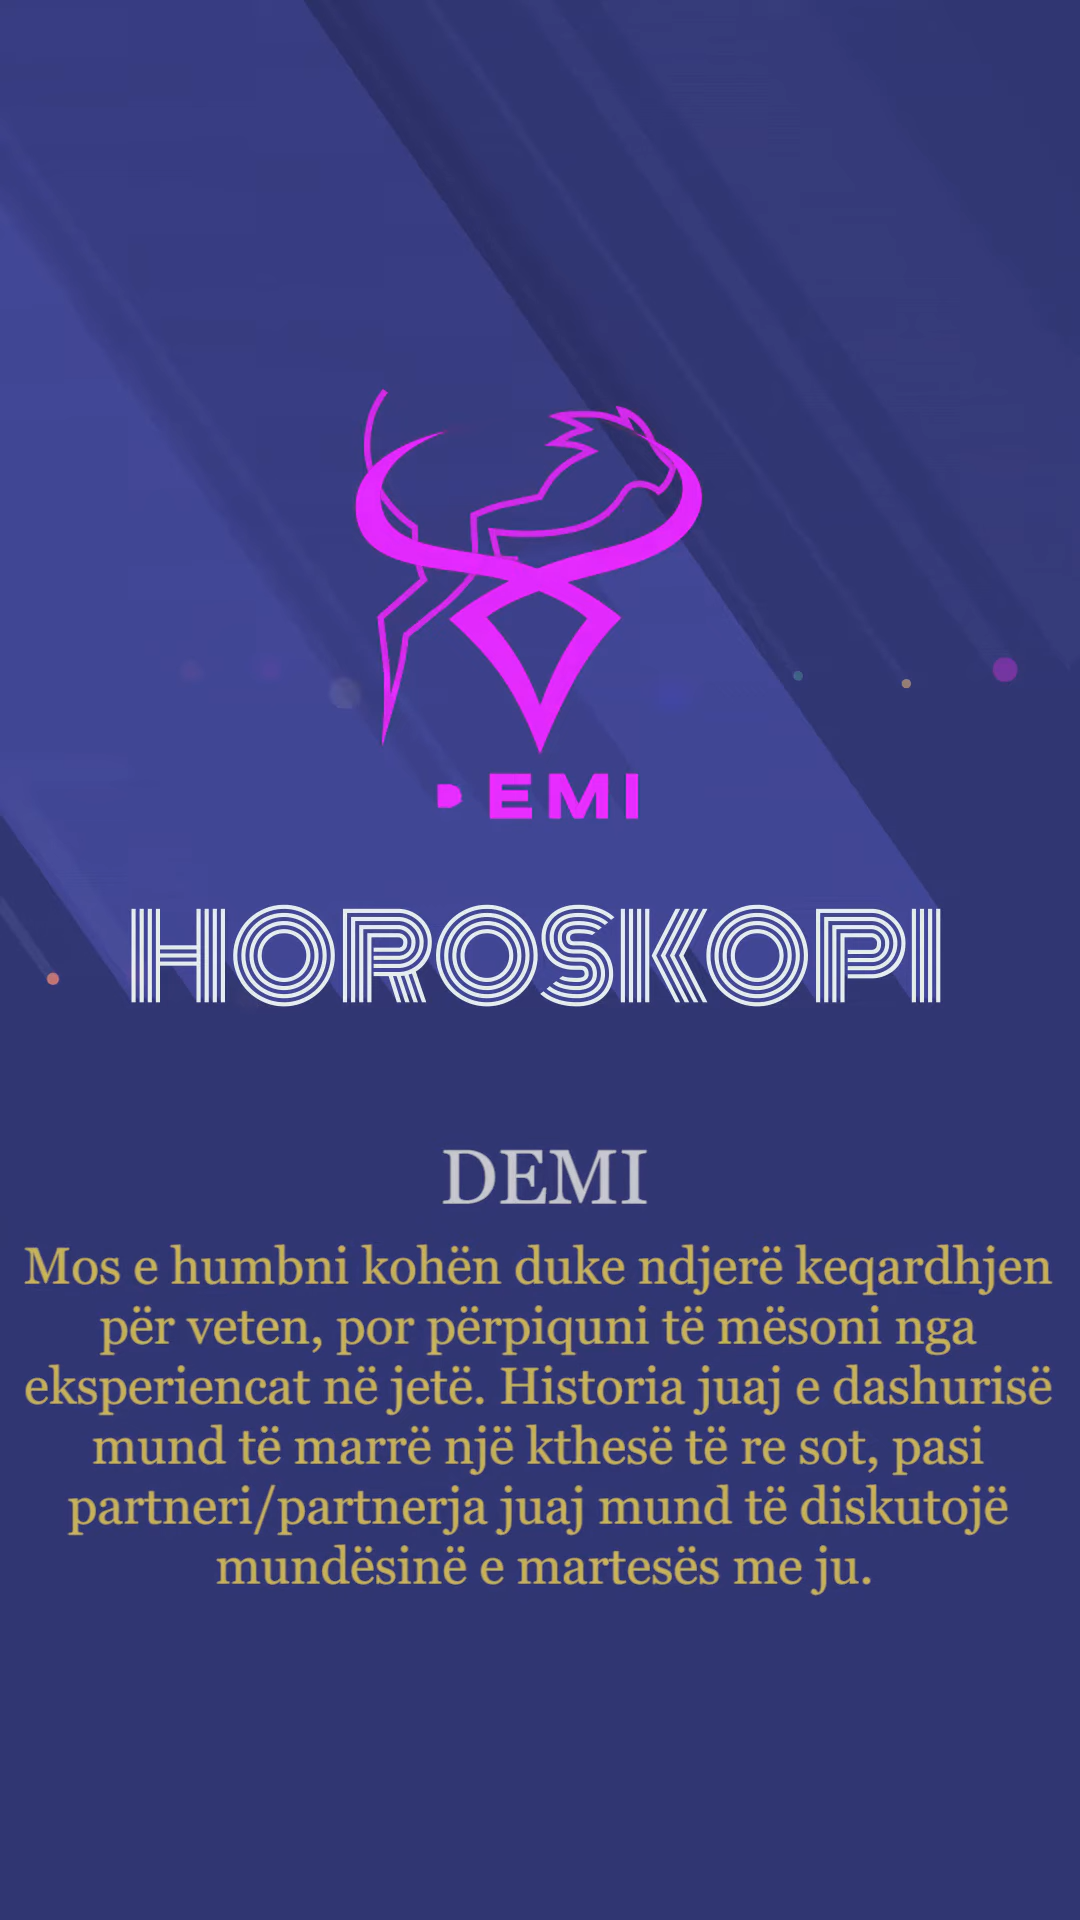 DEMI
HOROSKOPI
DEMI
Mos e humbni kohën duke ndjerë keqardhjen
për veten, por përpiquni të mësoni nga
eksperiencat në jetë. Historia juaj e dashurisë
mund të marrë një kthesë të re sot, pasi
partneri/partnerja juaj mund të diskutojë
mundësinë e martesës me ju.